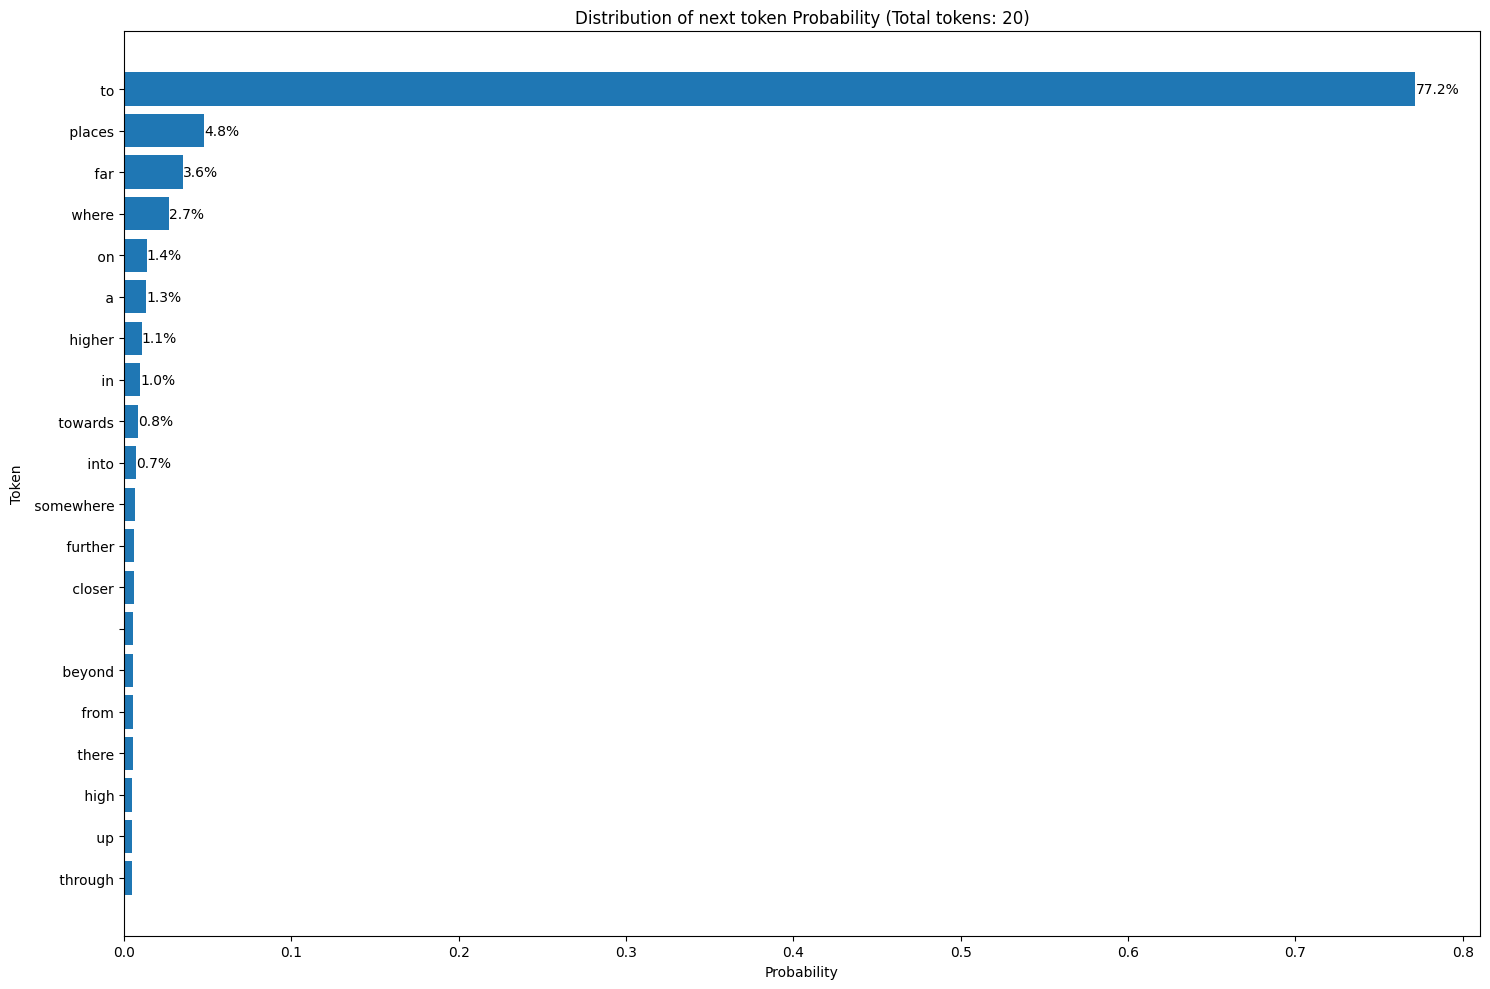 Distribution of next token Probability (Total tokens: 20)
to 77.2%
places 4.8%
far 3.6%
where 2.7%
on 1.4%
a 1.3%
higher 1.1%
in 1.0%
towards 0.8%
into 0.7%
somewhere
further
closer
beyond
from
there
high
up
through
Token
0.0 0.1 0.2 0.3 0.4 0.5 0.6 0.7 0.8
Probability